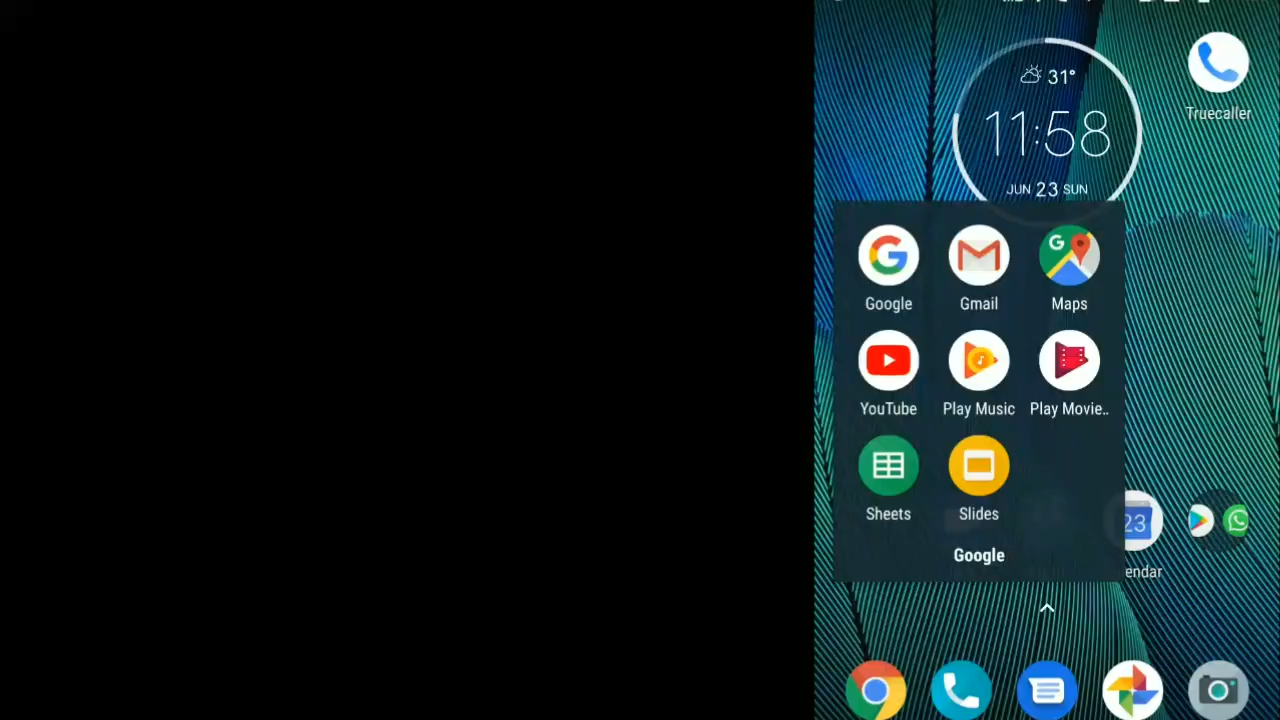 31°
11:58
JUN 23 SUN
Truecaller
Google Gmail Maps
YouTube Play Music Play Movie..
Sheets Slides
Google
23
endar